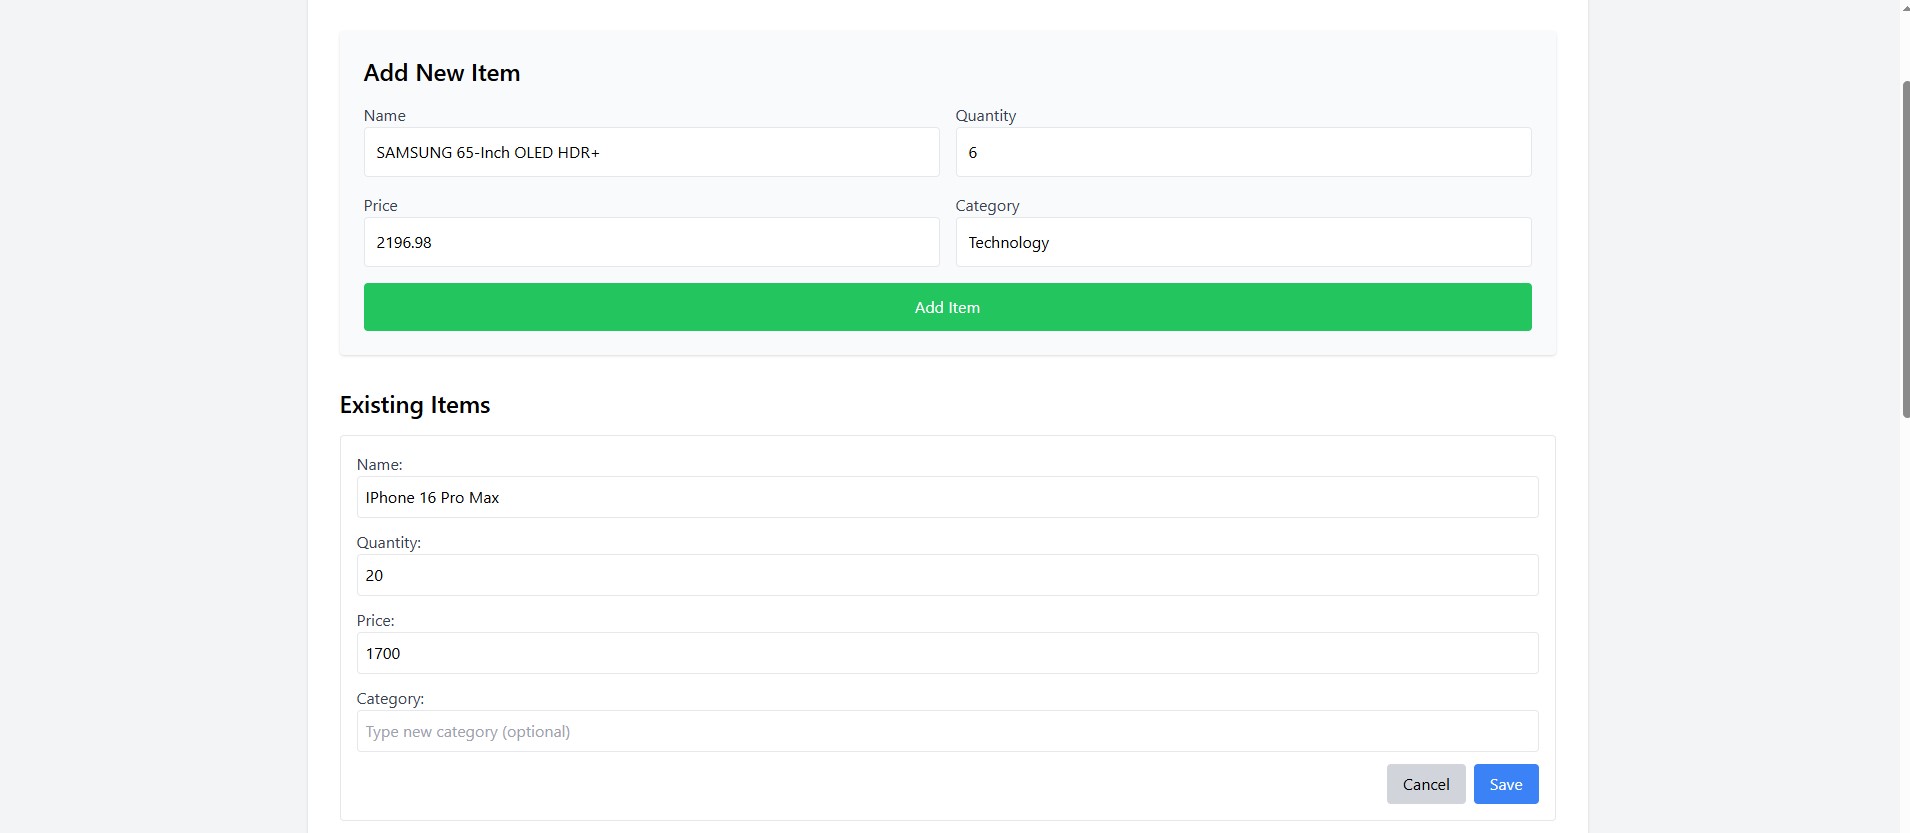 Add New Item
Name
Quantity
SAMSUNG 65-Inch OLED HDR+
6
Price
Category
2196.98
Technology
Add Item
Existing Items
Name:
IPhone 16 Pro Max
Quantity:
20
Price:
1700
Category:
Type new category (optional)
Cancel
Save